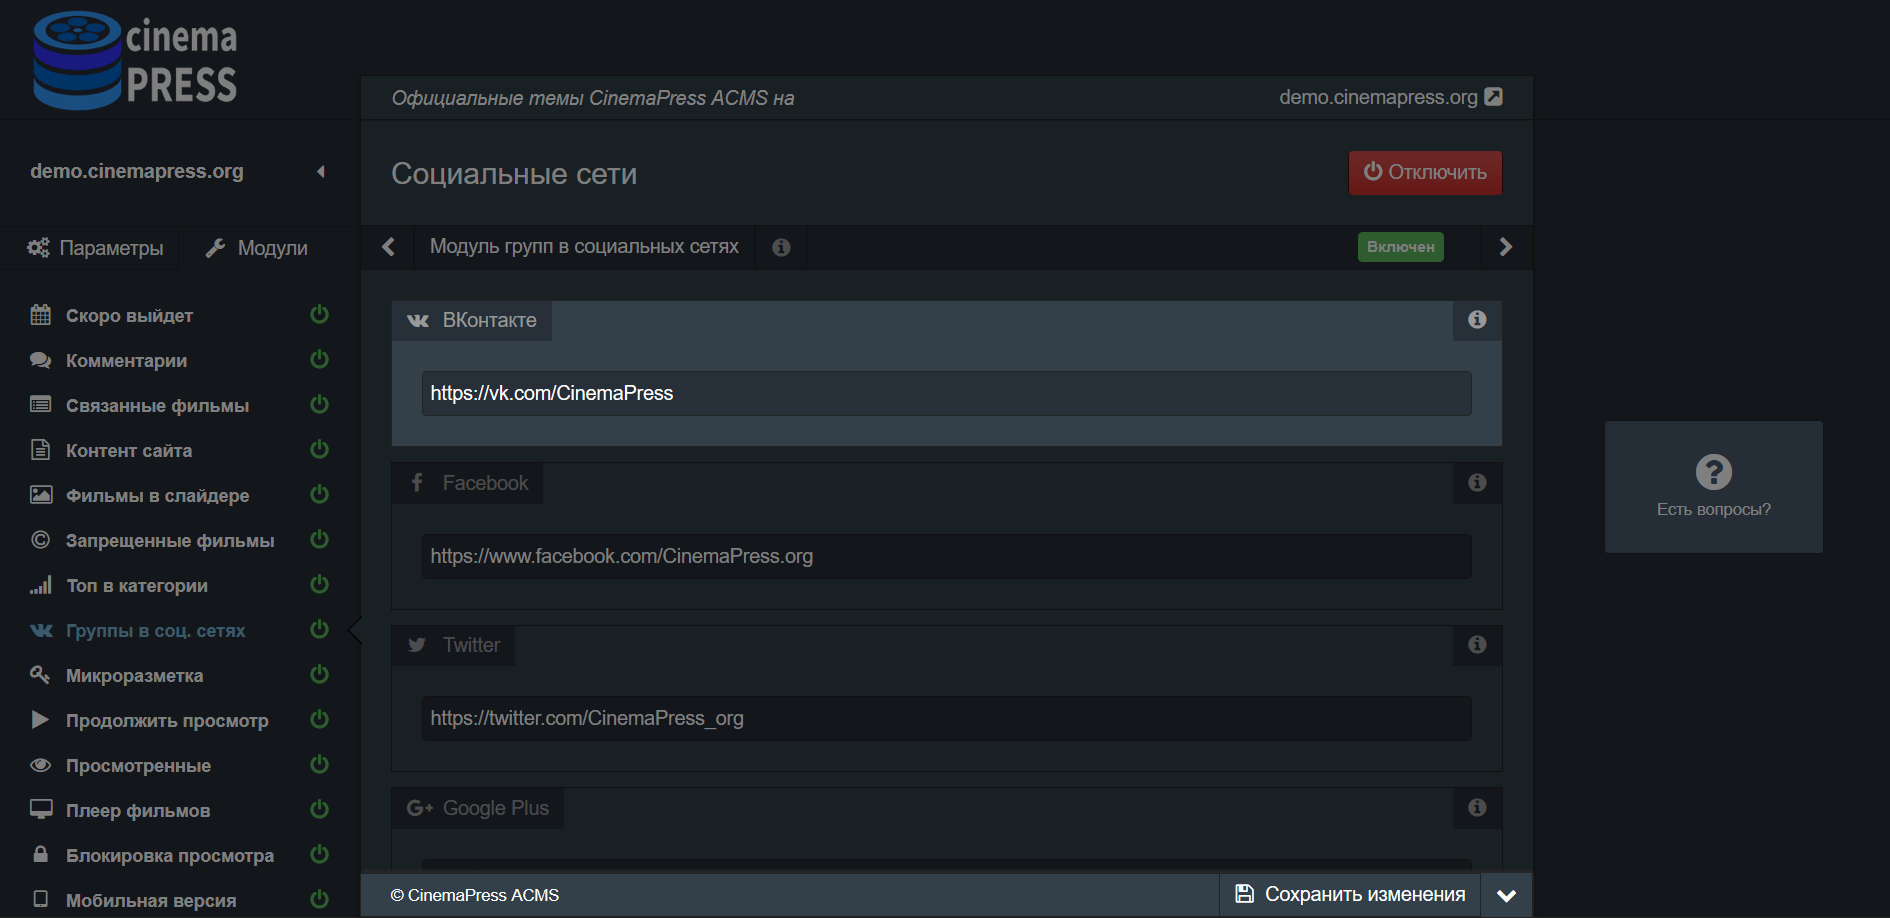 cinema
PRESS
Официальные темы CinemaPress ACMS на
demo.cinemapress.org
demo.cinemapress.org
Социальные сети
Отключить
Параметры
Модули
Модуль групп в социальных сетях
Включен
Скоро выйдет
Комментарии
Связанные фильмы
Контент сайта
Фильмы в слайдере
Запрещенные фильмы
Топ в категории
Группы в соц. сетях
Микроразметка
Продолжить просмотр
Просмотренные
Плеер фильмов
Блокировка просмотра
Мобильная версия
ВКонтакте
https://vk.com/CinemaPress
Facebook
https://www.facebook.com/CinemaPress.org
Twitter
https://twitter.com/CinemaPress_org
G+ Google Plus
Есть вопросы?
© CinemaPress ACMS
Сохранить изменения